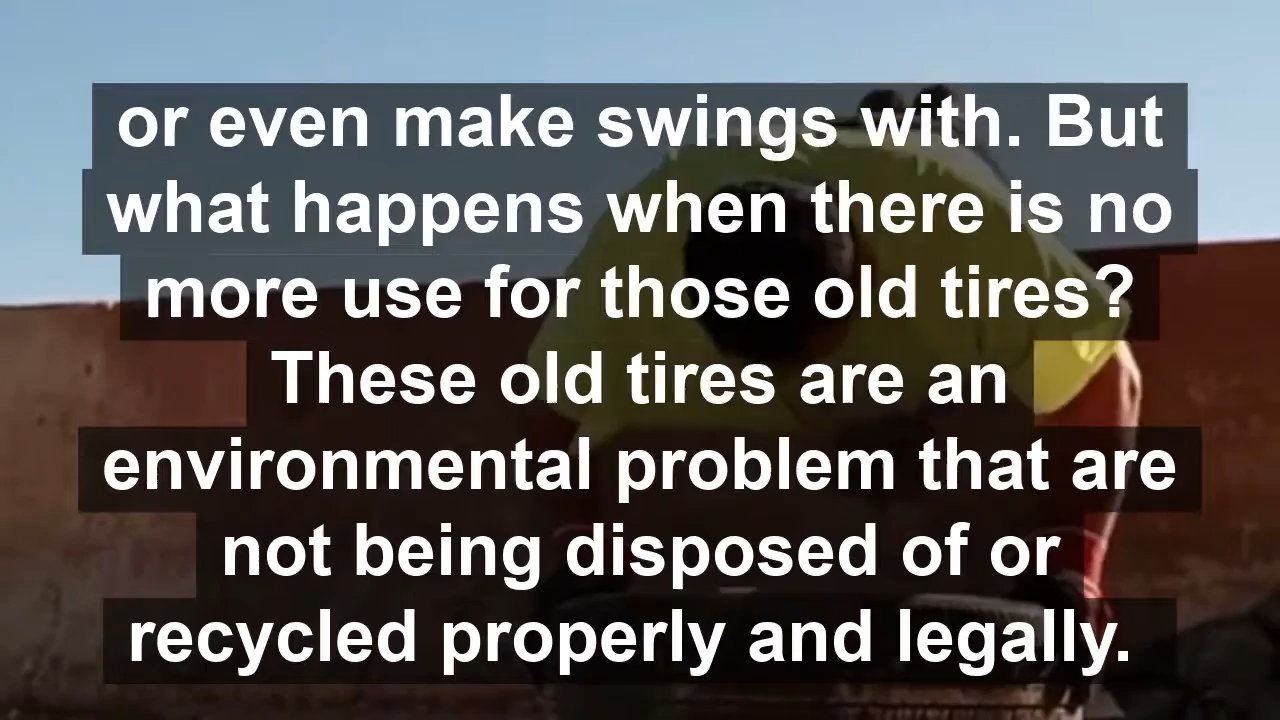 or even make swings with. But
what happens when there is no
more use for those old tires?
These old tires are an
environmental problem that are
not being disposed of or
recycled properly and legally.